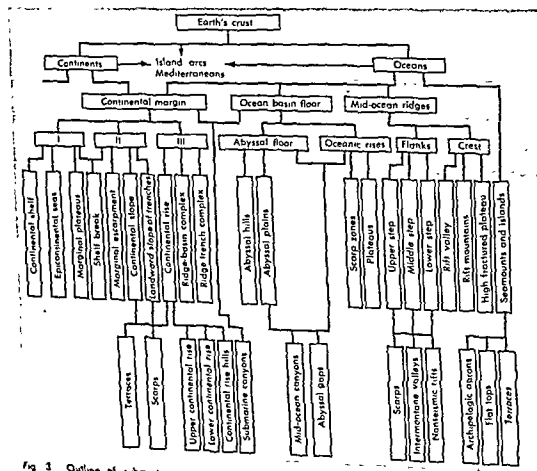 Earth's crust
Continents
Island arcs
Mediterraneans
Oceans
Continental margin
Ocean basin floor
Mid-ocean ridges
I
II
III
Abyssal floor
Oceanic rises
Flanks
Crest
Continental shelf
Epicontinental seas
Marginal plateaus
Shelf break
Marginal escarpment
Continental slope
Landward slope of trenches
Continental rise
Ridge-basin complex
Ridge trench complex
Abyssal hills
Abyssal plains
Scarp zones
Plateaus
Upper step
Middle step
Lower step
Rift valley
Rift mountains
High fractured plateau
Seamounts and islands
Terraces
Scarps
Upper continental rise
Lower continental rise
Continental rise hills
Submarine canyons
Mid-ocean canyons
Abyssal gaps
Scarps
Intermontane valleys
Nanseismic rifts
Archipelagic aprons
Flat tops
Terraces
Fig 3 Outline of